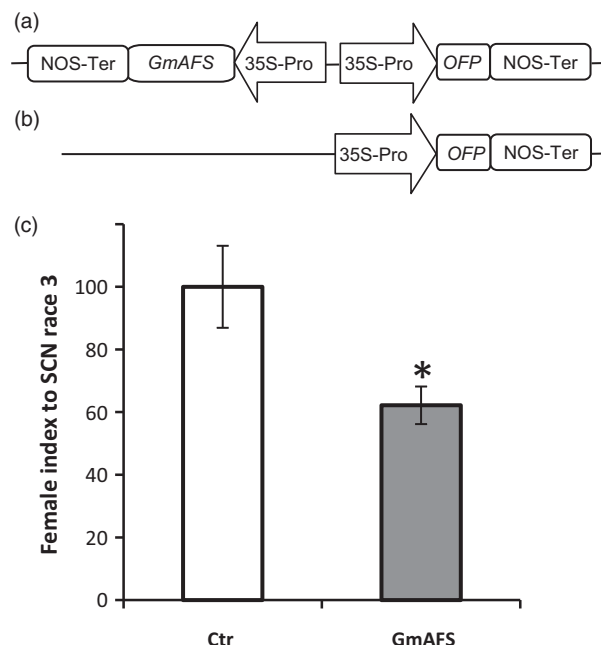 (a)
NOS-Ter GmAFS 35S-Pro 35S-Pro OFP NOS-Ter
(b)
35S-Pro OFP NOS-Ter
(c)
Female index to SCN race 3
100
80
60
40
20
0
*
Ctr GmAFS